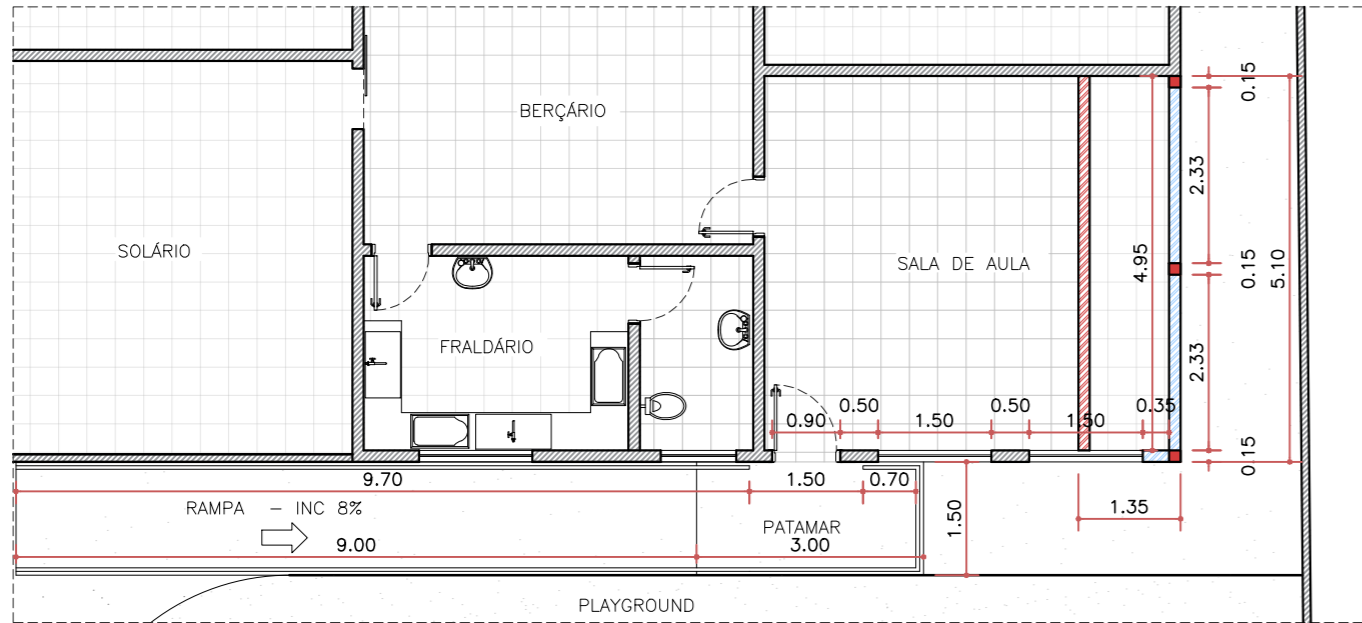 BERÇÁRIO
0.15
2.33
SOLÁRIO
SALA DE AULA
4.95
0.15
5.10
FRALDÁRIO
2.33
0.90
0.50
1.50
0.50
1.50
0.35
0.15
9.70
1.50
0.70
RAMPA – INC 8%
1.50
1.35
PATAMAR
9.00
3.00
PLAYGROUND